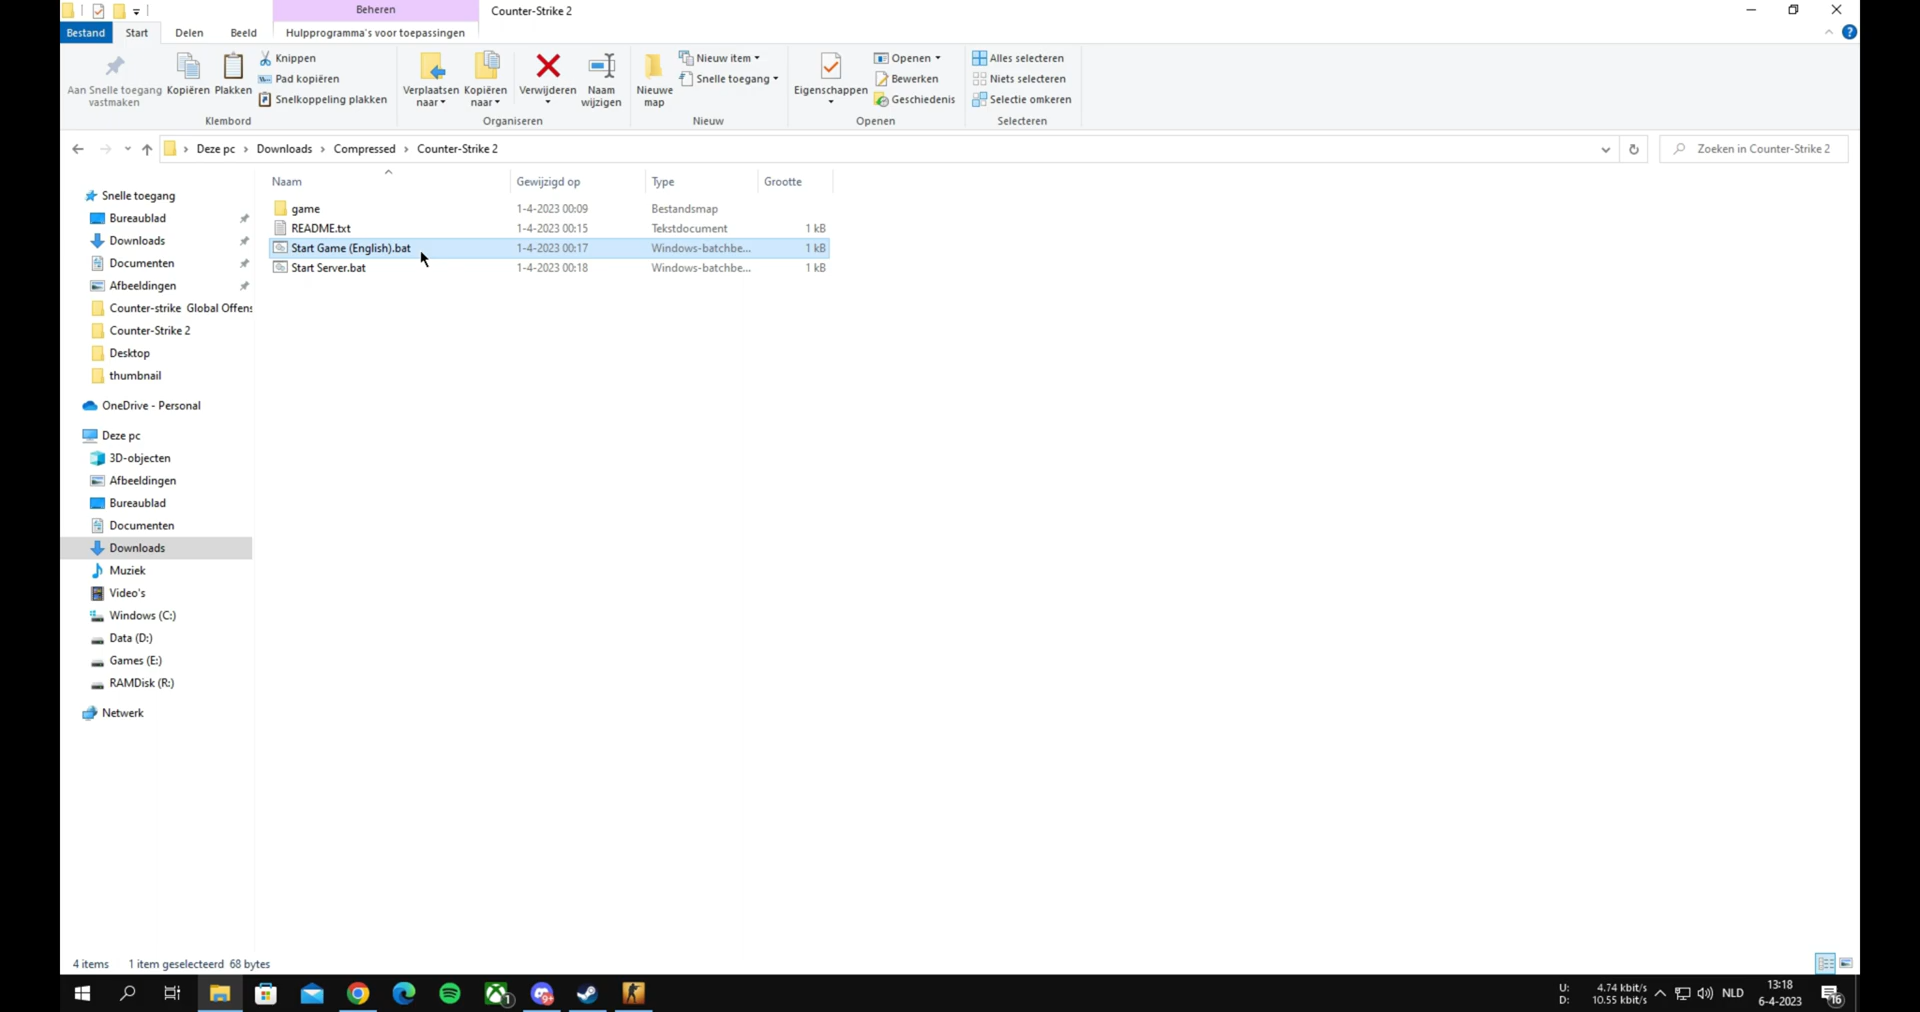 Beheren
Counter-Strike 2
Bestand
Start
Delen
Beeld
Hulpprogramma's voor toepassingen
Aan Snelle toegang
vastmaken
Kopiëren
Plakken
Knippen
Pad kopiëren
Snelkoppeling plakken
Klembord
Verplaatsen
naar
Kopiëren
naar
Verwijderen
Naam
wijzigen
Organiseren
Nieuwe
map
Nieuw item
Snelle toegang
Nieuw
Eigenschappen
Openen
Bewerken
Geschiedenis
Openen
Alles selecteren
Niets selecteren
Selectie omkeren
Selecteren
Deze pc > Downloads > Compressed > Counter-Strike 2
Zoeken in Counter-Strike 2
Naam
Gewijzigd op
Type
Grootte
game 1-4-2023 00:09 Bestandsmap
README.txt 1-4-2023 00:15 Tekstdocument 1 kB
Start Game (English).bat 1-4-2023 00:17 Windows-batchbe... 1 kB
Start Server.bat 1-4-2023 00:18 Windows-batchbe... 1 kB
Snelle toegang
Bureaublad
Downloads
Documenten
Afbeeldingen
Counter-strike Global Offens
Counter-Strike 2
Desktop
thumbnail
OneDrive - Personal
Deze pc
3D-objecten
Afbeeldingen
Bureaublad
Documenten
Downloads
Muziek
Video's
Windows (C:)
Data (D:)
Games (E:)
RAMDisk (R:)
Netwerk
4 items 1 item geselecteerd 68 bytes
1
9+
U: 4.74 kbit/s
D: 10.55 kbit/s
NLD
13:18
6-4-2023
16